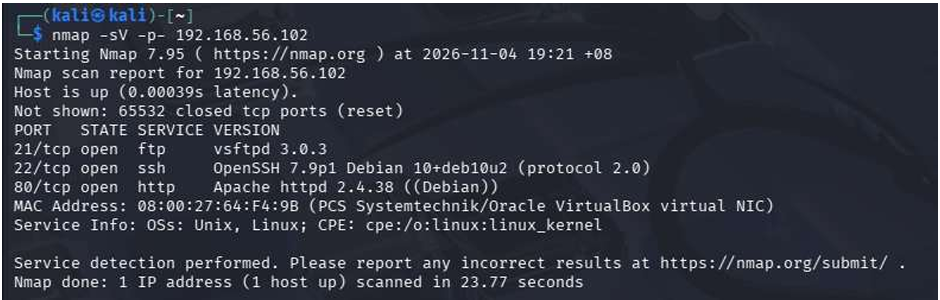 ┌──(kali㉿kali)-[~]
└─$ nmap -sV -p- 192.168.56.102
Starting Nmap 7.95 ( https://nmap.org ) at 2026-11-04 19:21 +08
Nmap scan report for 192.168.56.102
Host is up (0.00039s latency).
Not shown: 65532 closed tcp ports (reset)
PORT   STATE SERVICE VERSION
21/tcp open  ftp     vsftpd 3.0.3
22/tcp open  ssh     OpenSSH 7.9p1 Debian 10+deb10u2 (protocol 2.0)
80/tcp open  http    Apache httpd 2.4.38 ((Debian))
MAC Address: 08:00:27:64:F4:9B (PCS Systemtechnik/Oracle VirtualBox virtual NIC)
Service Info: OSs: Unix, Linux; CPE: cpe:/o:linux:linux_kernel

Service detection performed. Please report any incorrect results at https://nmap.org/submit/ .
Nmap done: 1 IP address (1 host up) scanned in 23.77 seconds